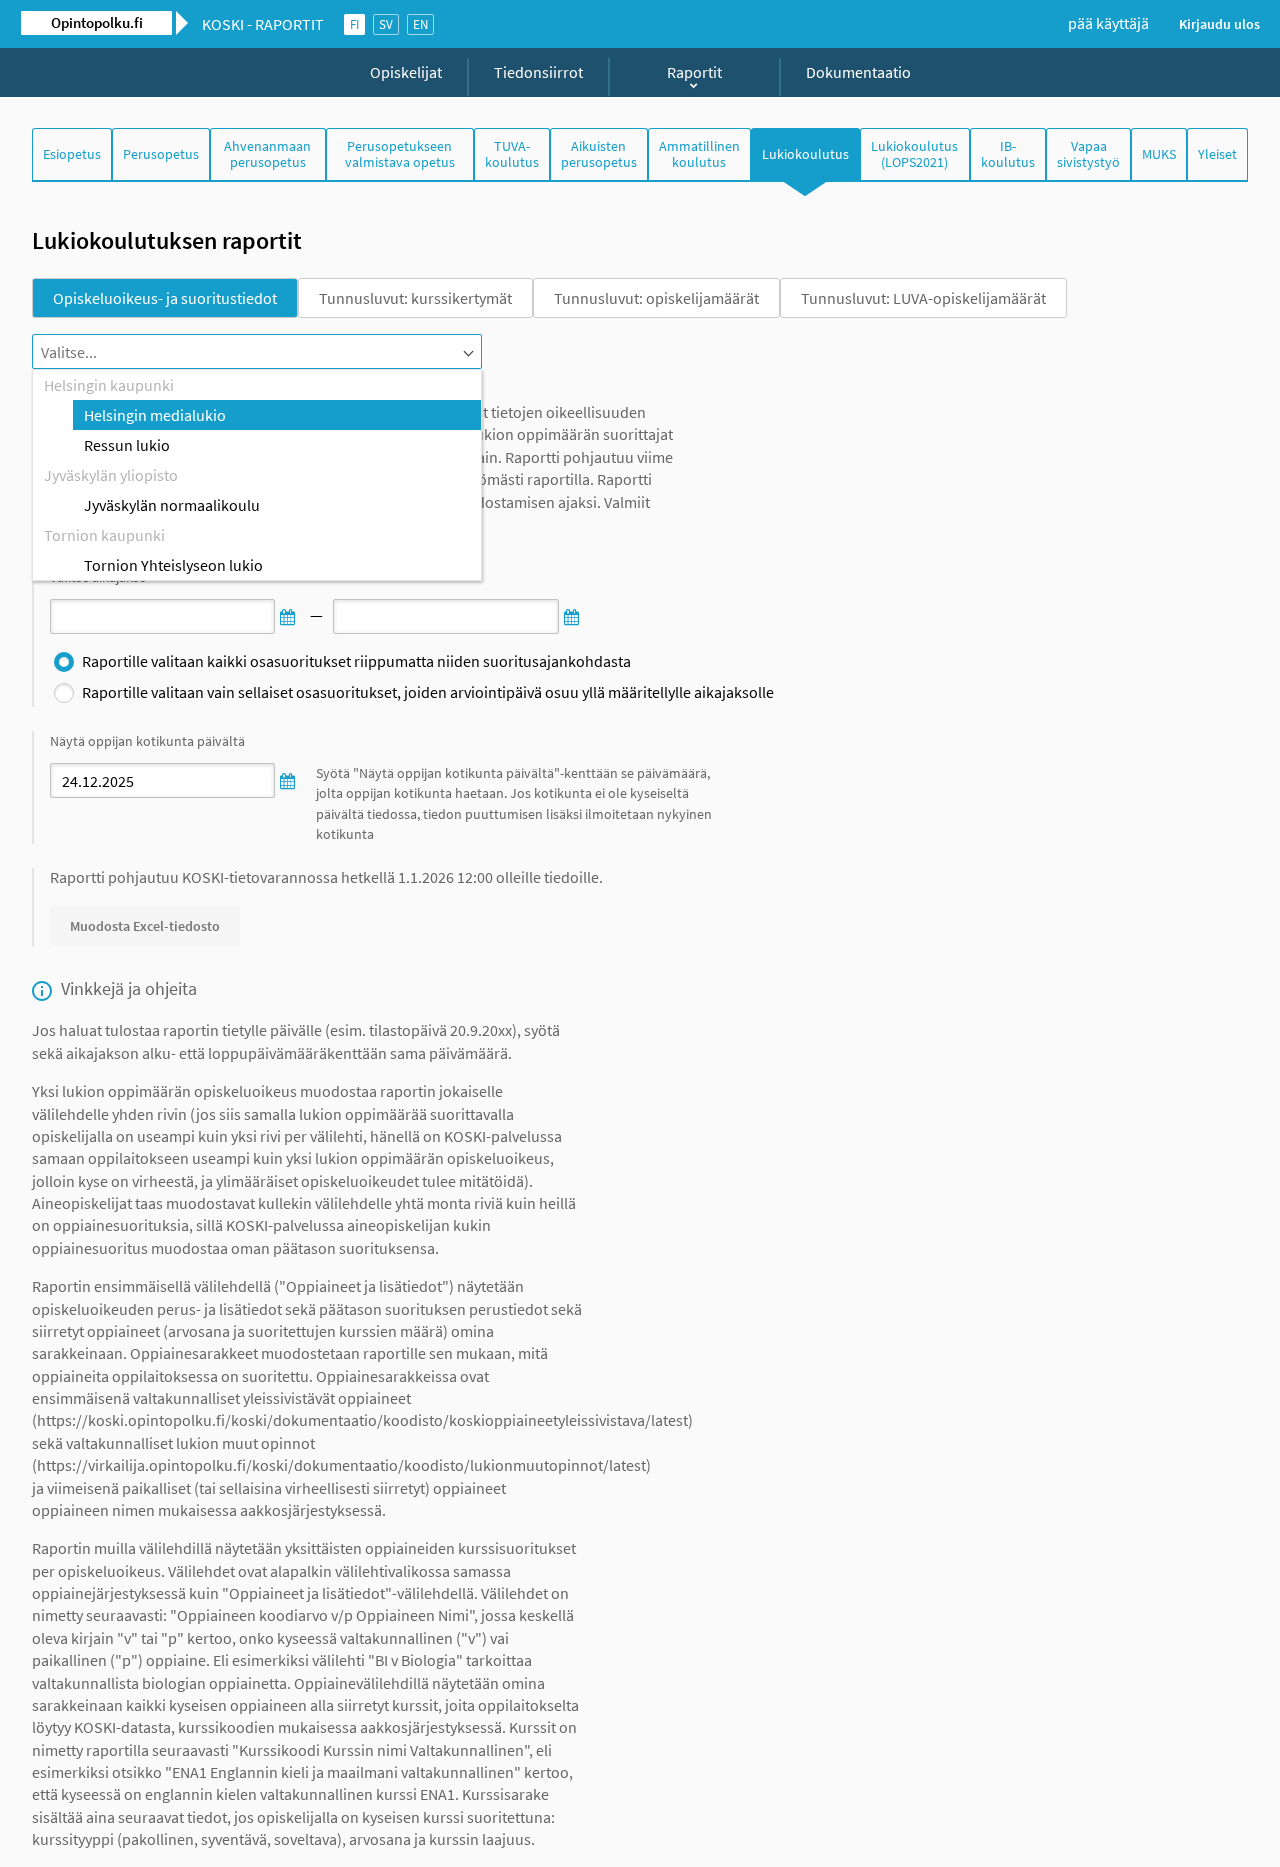 Opintopolku.fi
KOSKI - RAPORTIT
FI
SV
EN
pää käyttäjä
Kirjaudu ulos
Opiskelijat
Tiedonsiirrot
Raportit
Dokumentaatio
Esiopetus
Perusopetus
Ahvenanmaan
perusopetus
Perusopetukseen
valmistava opetus
TUVA-
koulutus
Aikuisten
perusopetus
Ammatillinen
koulutus
Lukiokoulutus
Lukiokoulutus
(LOPS2021)
IB-
koulutus
Vapaa
sivistystyö
MUKS
Yleiset
Lukiokoulutuksen raportit
Opiskeluoikeus- ja suoritustiedot
Tunnusluvut: kurssikertymät
Tunnusluvut: opiskelijamäärät
Tunnusluvut: LUVA-opiskelijamäärät
Valitse...
Helsingin kaupunki
Helsingin medialukio
Ressun lukio
Jyväskylän yliopisto
Jyväskylän normaalikoulu
Tornion kaupunki
Tornion Yhteislyseon lukio
t tietojen oikeellisuuden
oppimäärän suorittajat
Raportti pohjautuu viime
raportilla. Raportti
ajaksi. Valmiit
—
Raportille valitaan kaikki osasuoritukset riippumatta niiden suoritusajankohdasta
Raportille valitaan vain sellaiset osasuoritukset, joiden arviointipäivä osuu yllä määritellylle aikajaksolle
Näytä oppijan kotikunta päivältä
24.12.2025
Syötä "Näytä oppijan kotikunta päivältä"-kenttään se päivämäärä,
jolta oppijan kotikunta haetaan. Jos kotikunta ei ole kyseiseltä
päivältä tiedossa, tiedon puuttumisen lisäksi ilmoitetaan nykyinen
kotikunta
Raportti pohjautuu KOSKI-tietovarannossa hetkellä 1.1.2026 12:00 olleille tiedoille.
Muodosta Excel-tiedosto
Vinkkejä ja ohjeita
Jos haluat tulostaa raportin tietylle päivälle (esim. tilastopäivä 20.9.20xx), syötä
sekä aikajakson alku- että loppupäivämääräkenttään sama päivämäärä.
Yksi lukion oppimäärän opiskeluoikeus muodostaa raportin jokaiselle
välilehdelle yhden rivin (jos siis samalla lukion oppimäärää suorittavalla
opiskelijalla on useampi kuin yksi rivi per välilehti, hänellä on KOSKI-palvelussa
samaan oppilaitokseen useampi kuin yksi lukion oppimäärän opiskeluoikeus,
jolloin kyse on virheestä, ja ylimääräiset opiskeluoikeudet tulee mitätöidä).
Aineopiskelijat taas muodostavat kullekin välilehdelle yhtä monta riviä kuin heillä
on oppiainesuorituksia, sillä KOSKI-palvelussa aineopiskelijan kukin
oppiainesuoritus muodostaa oman päätason suorituksensa.
Raportin ensimmäisellä välilehdellä ("Oppiaineet ja lisätiedot") näytetään
opiskeluoikeuden perus- ja lisätiedot sekä päätason suorituksen perustiedot sekä
siirretyt oppiaineet (arvosana ja suoritettujen kurssien määrä) omina
sarakkeinaan. Oppiainesarakkeet muodostetaan raportille sen mukaan, mitä
oppiaineita oppilaitoksessa on suoritettu. Oppiainesarakkeissa ovat
ensimmäisenä valtakunnalliset yleissivistävät oppiaineet
(https://koski.opintopolku.fi/koski/dokumentaatio/koodisto/koskioppiaineetyleissivistava/latest)
sekä valtakunnalliset lukion muut opinnot
(https://virkailija.opintopolku.fi/koski/dokumentaatio/koodisto/lukionmuutopinnot/latest)
ja viimeisenä paikalliset (tai sellaisina virheellisesti siirretyt) oppiaineet
oppiaineen nimen mukaisessa aakkosjärjestyksessä.
Raportin muilla välilehdillä näytetään yksittäisten oppiaineiden kurssisuoritukset
per opiskeluoikeus. Välilehdet ovat alapalkin välilehtivalikossa samassa
oppiainejärjestyksessä kuin "Oppiaineet ja lisätiedot"-välilehdellä. Välilehdet on
nimetty seuraavasti: "Oppiaineen koodiarvo v/p Oppiaineen Nimi", jossa keskellä
oleva kirjain "v" tai "p" kertoo, onko kyseessä valtakunnallinen ("v") vai
paikallinen ("p") oppiaine. Eli esimerkiksi välilehti "BI v Biologia" tarkoittaa
valtakunnallista biologian oppiainetta. Oppiainevälilehdillä näytetään omina
sarakkeinaan kaikki kyseisen oppiaineen alla siirretyt kurssit, joita oppilaitokselta
löytyy KOSKI-datasta, kurssikoodien mukaisessa aakkosjärjestyksessä. Kurssit on
nimetty raportilla seuraavasti "Kurssikoodi Kurssin nimi Valtakunnallinen", eli
esimerkiksi otsikko "ENA1 Englannin kieli ja maailmani valtakunnallinen" kertoo,
että kyseessä on englannin kielen valtakunnallinen kurssi ENA1. Kurssisarake
sisältää aina seuraavat tiedot, jos opiskelijalla on kyseisen kurssi suoritettuna:
kurssityyppi (pakollinen, syventävä, soveltava), arvosana ja kurssin laajuus.